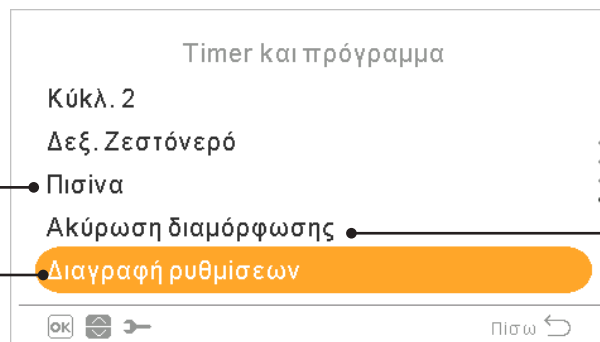 Timer και πρόγραμμα
Κύκλ. 2
Δεξ. Ζεστόνερό
Πισίνα
Ακύρωση διαμόρφωσης
Διαγραφή ρυθμίσεων
OK Πίσω